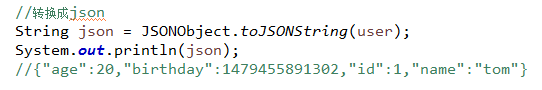 //转换成json
String json = JSONObject.toJSONString(user);
System.out.println(json);
//{"age":20,"birthday":1479455891302,"id":1,"name":"tom"}